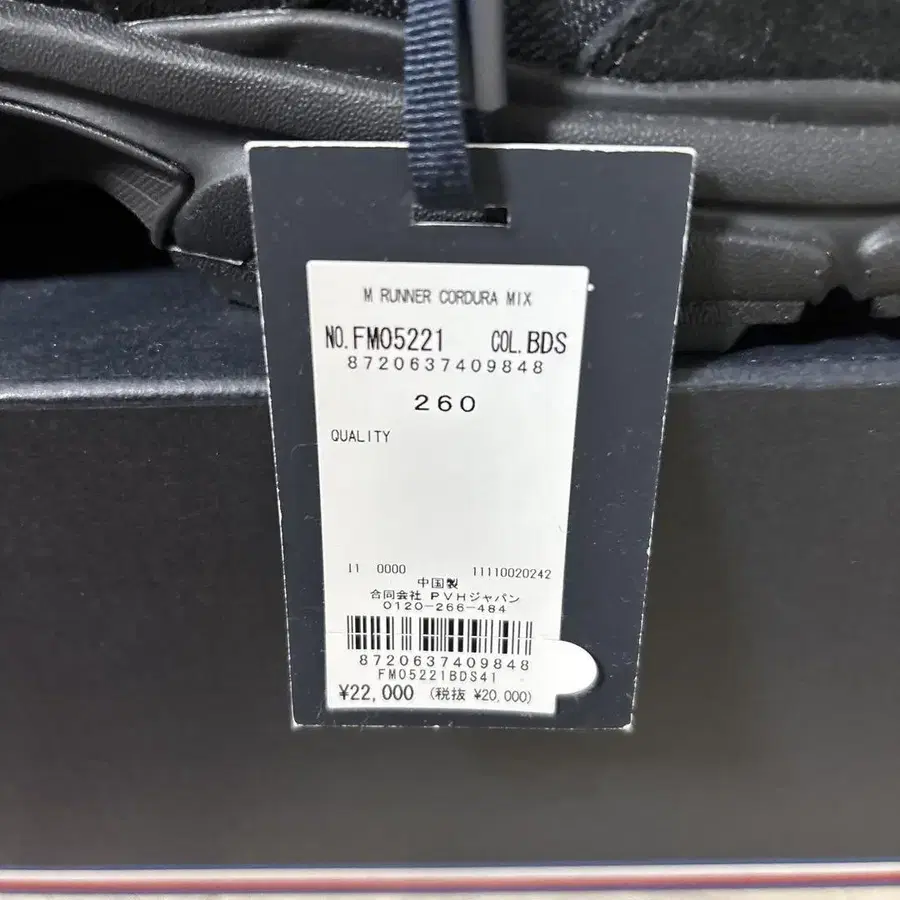 M RUNNER CORDURA MIX
NO. FM05221 COL. BDS
8720637409848
260
QUALITY
11 0000 11110020242
中国製
合同会社 PVHジャパン
0120-266-484
8720637409848
FM05221BDS41
¥22,000 (税抜 ¥20,000)